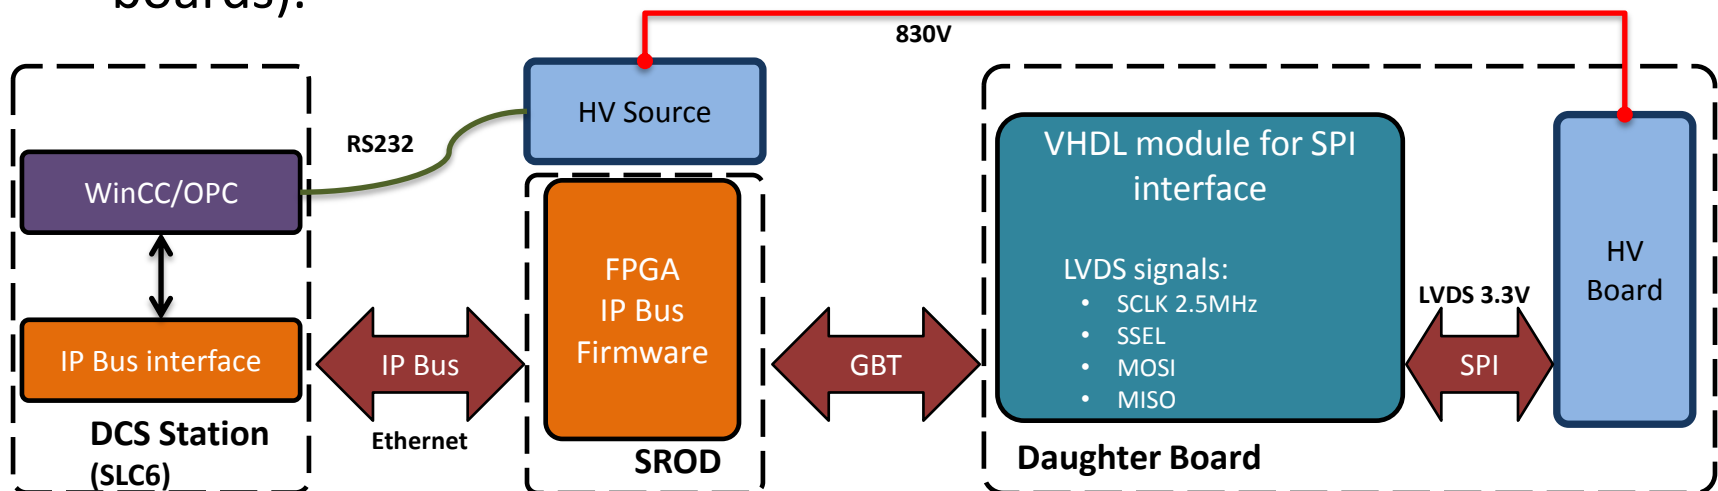 boards).
830V
HV Source
RS232
WinCC/OPC
VHDL module for SPI
interface
FPGA
IP Bus
Firmware
LVDS signals:
• SCLK 2.5MHz
• SSEL
• MOSI
• MISO
HV
Board
LVDS 3.3V
IP Bus interface
IP Bus
GBT
SPI
Ethernet
DCS Station
(SLC6)
SROD
Daughter Board